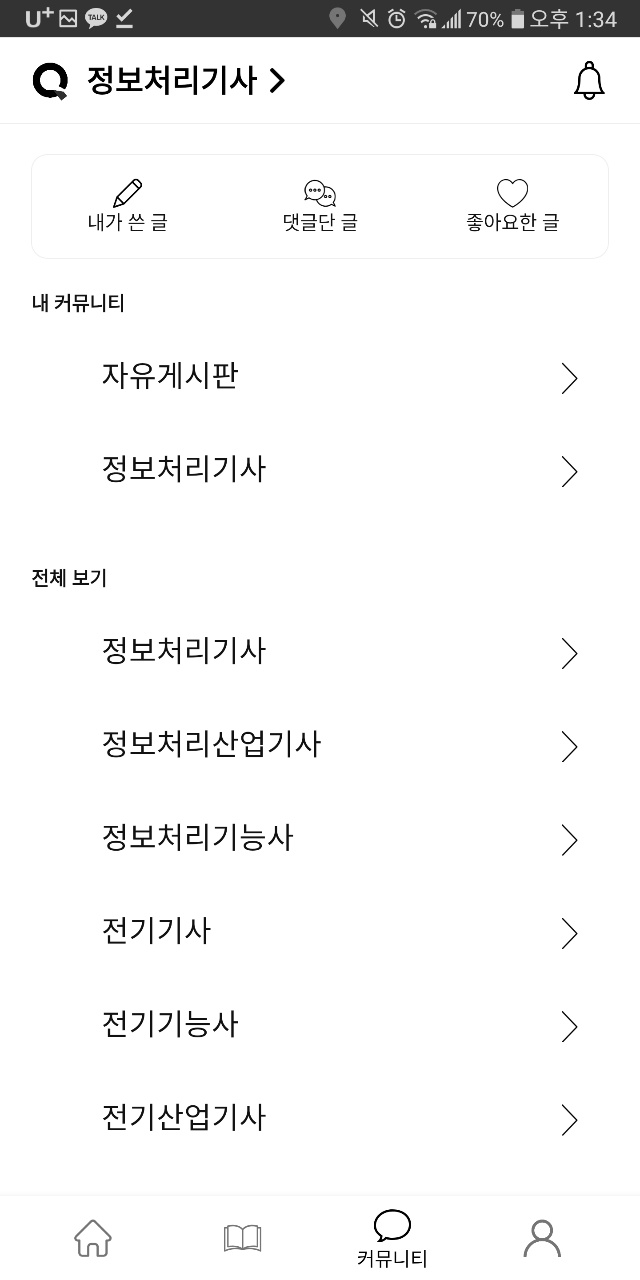 U+ TALK 70% 오후 1:34
정보처리기사
내가 쓴 글 댓글단 글 좋아요한 글
내 커뮤니티
자유게시판
정보처리기사
전체 보기
정보처리기사
정보처리산업기사
정보처리기능사
전기기사
전기기능사
전기산업기사
커뮤니티